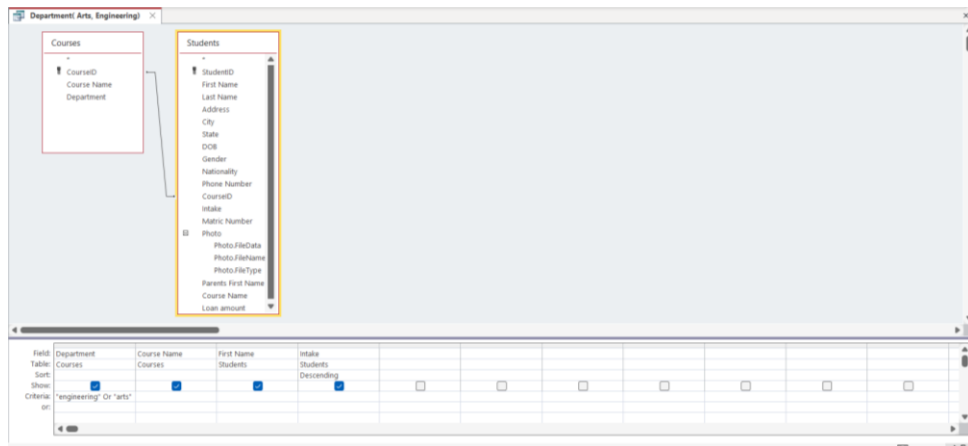 Department( Arts, Engineering)
Courses
*
CourseID
Course Name
Department
Students
*
StudentID
First Name
Last Name
Address
City
State
DOB
Gender
Nationality
Phone Number
CourseID
Intake
Matric Number
Photo
Photo.FileData
Photo.FileName
Photo.FileType
Parents First Name
Course Name
Loan amount
Field: Department Course Name First Name Intake
Table: Courses Courses Students Students
Sort: Descending
Show:
Criteria: "engineering" Or "arts"
or: